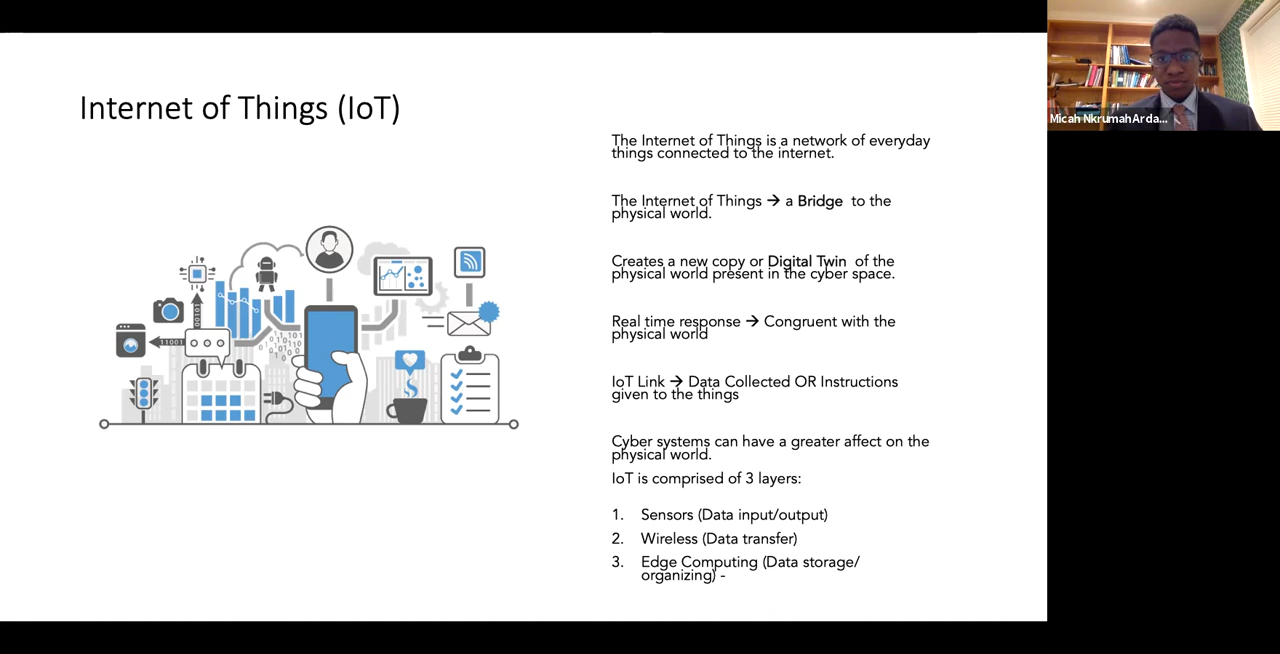 Internet of Things (IoT)
Micah NkrumahArda...
The Internet of Things is a network of everyday
things connected to the internet.
The Internet of Things → a Bridge to the
physical world.
Creates a new copy or Digital Twin of the
physical world present in the cyber space.
Real time response → Congruent with the
physical world
IoT Link → Data Collected OR Instructions
given to the things
Cyber systems can have a greater affect on the
physical world.
IoT is comprised of 3 layers:
1. Sensors (Data input/output)
2. Wireless (Data transfer)
3. Edge Computing (Data storage/
organizing) -